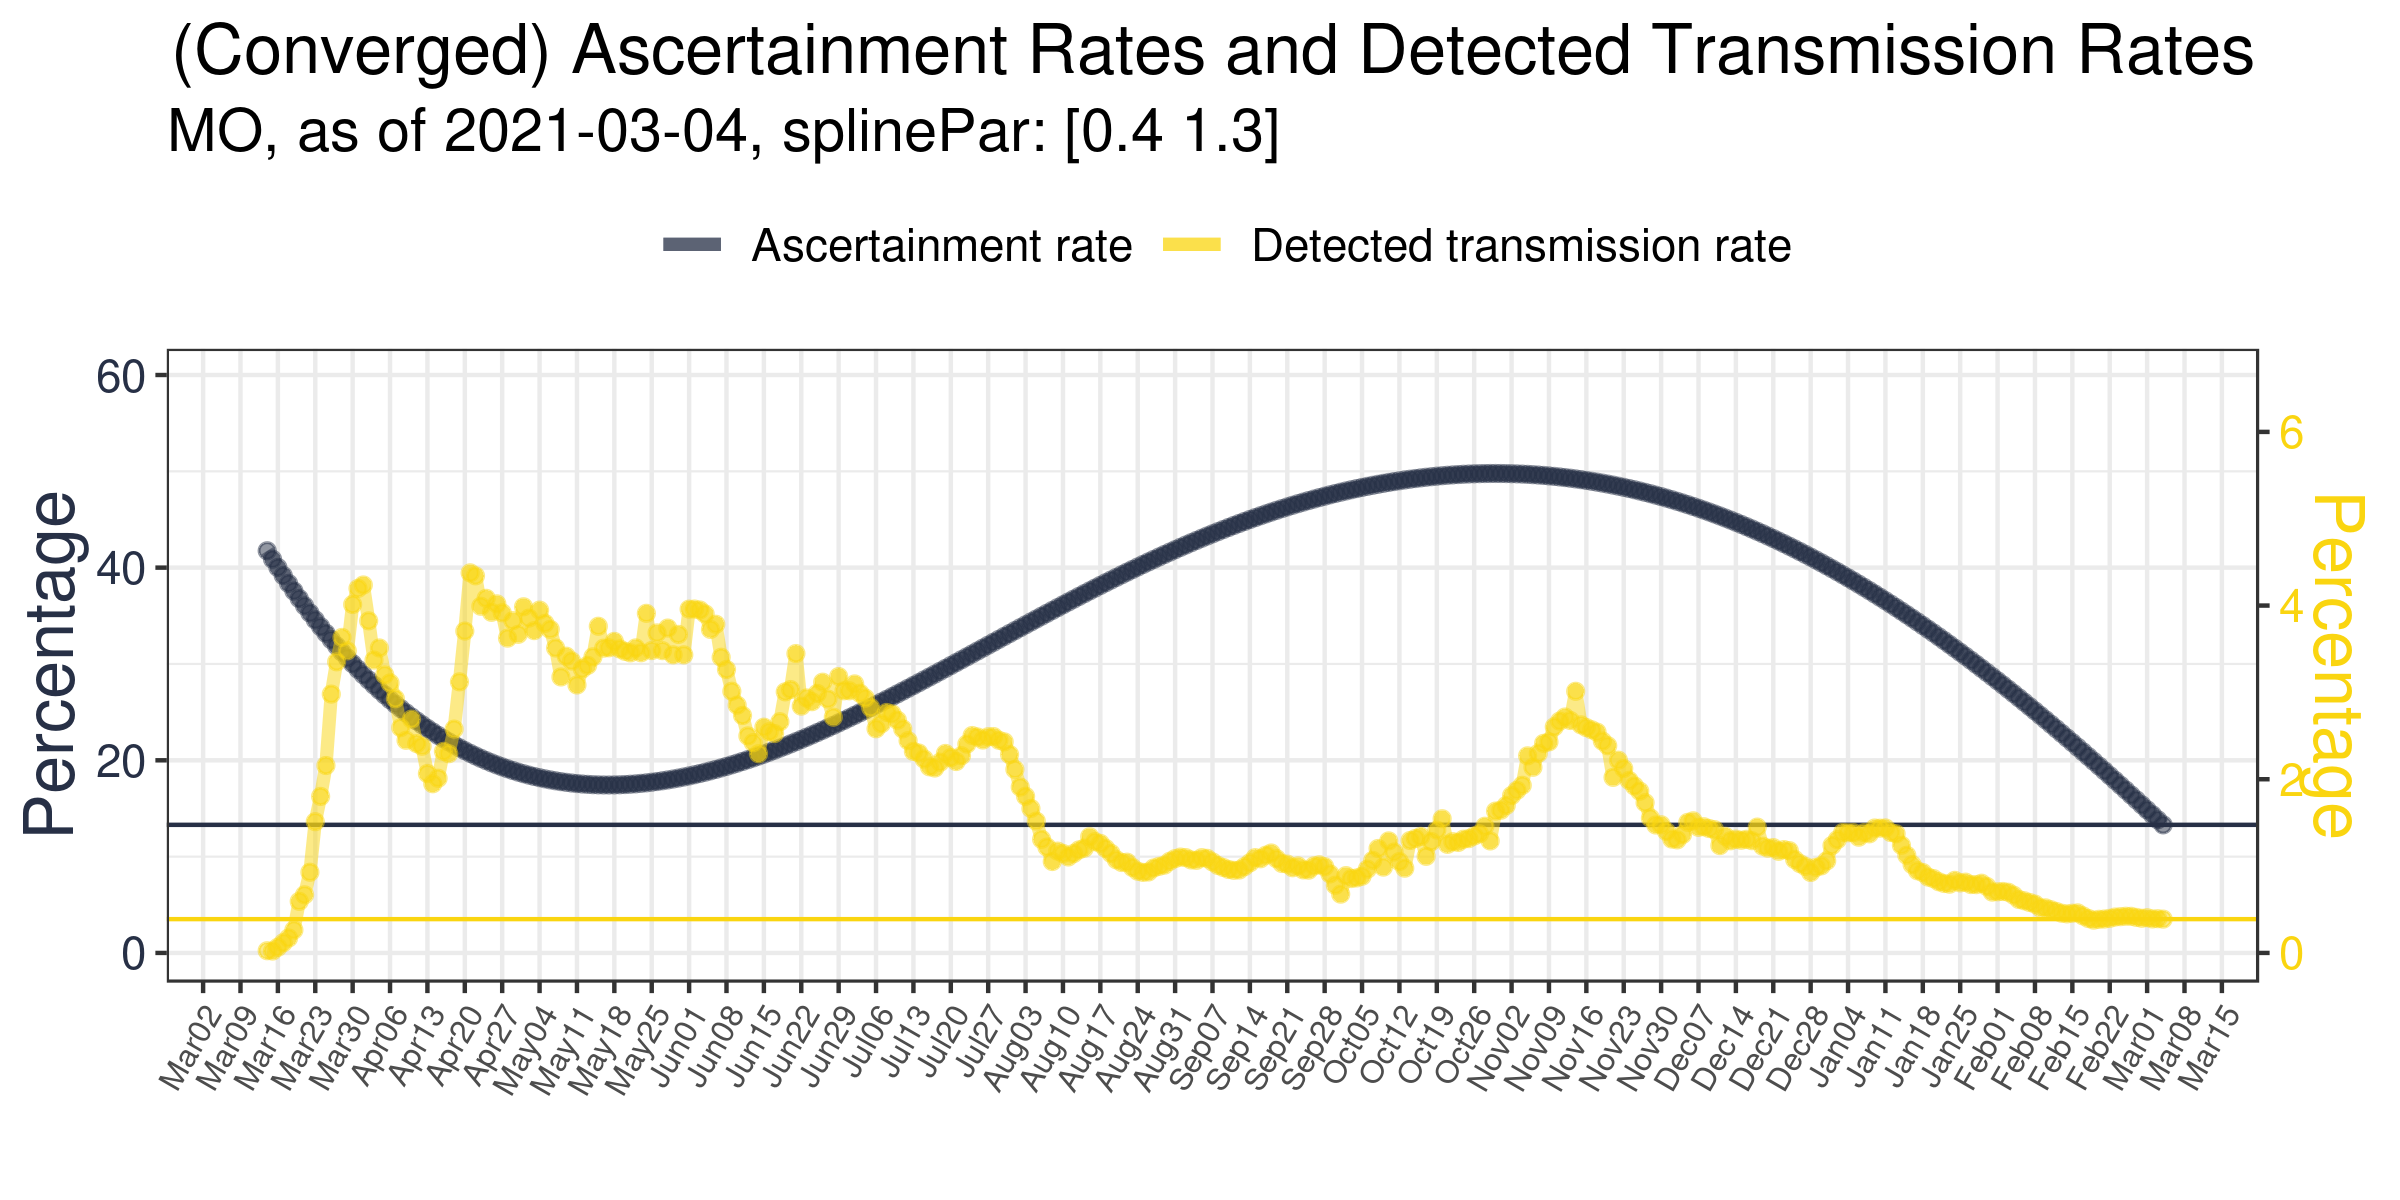 (Converged) Ascertainment Rates and Detected Transmission Rates
MO, as of 2021-03-04, splinePar: [0.4 1.3]
Ascertainment rate Detected transmission rate
Percentage
60
40
20
0
6
4
2
0
Percentage
Mar02 Mar09 Mar16 Mar23 Mar30 Apr06 Apr13 Apr20 Apr27 May04 May11 May18 May25 Jun01 Jun08 Jun15 Jun22 Jun29 Jul06 Jul13 Jul20 Jul27 Aug03 Aug10 Aug17 Aug24 Aug31 Sep07 Sep14 Sep21 Sep28 Oct05 Oct12 Oct19 Oct26 Nov02 Nov09 Nov16 Nov23 Nov30 Dec07 Dec14 Dec21 Dec28 Jan04 Jan11 Jan18 Jan25 Feb01 Feb08 Feb15 Feb22 Mar01 Mar08 Mar15